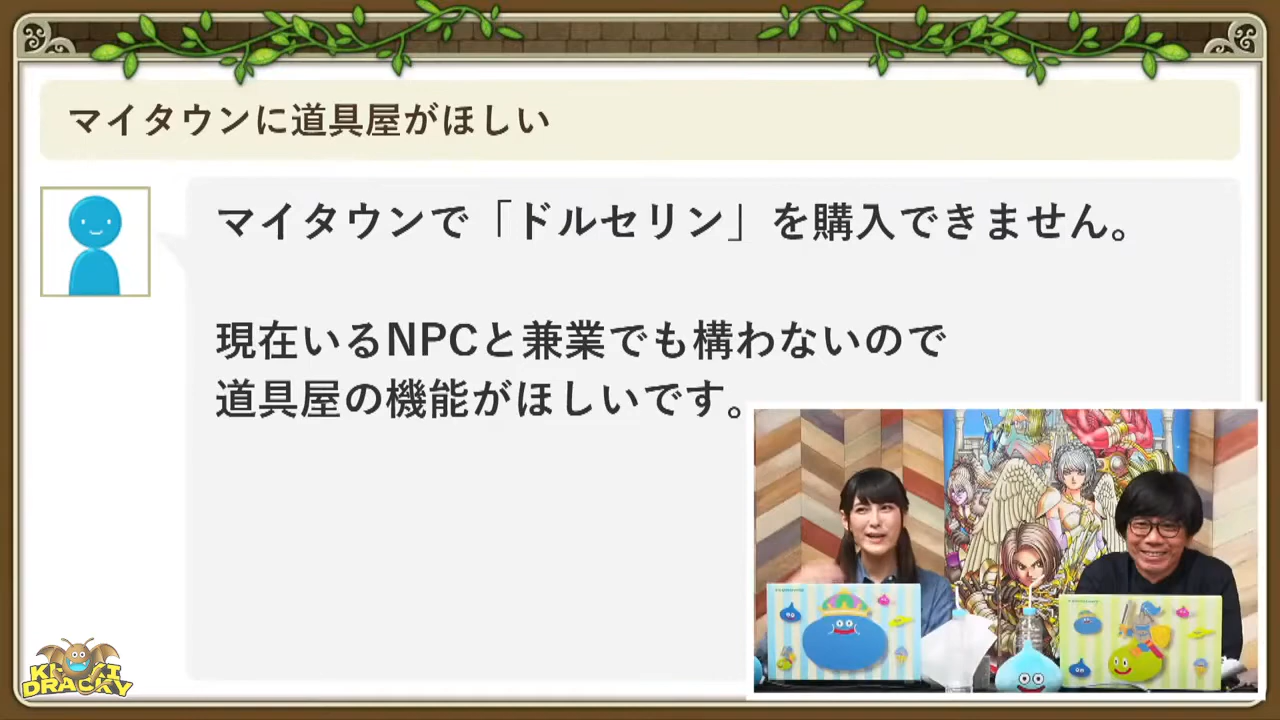 マイタウンに道具屋がほしい
マイタウンで「ドルセリン」を購入できません。
現在いるNPCと兼業でも構わないので
道具屋の機能がほしいです。